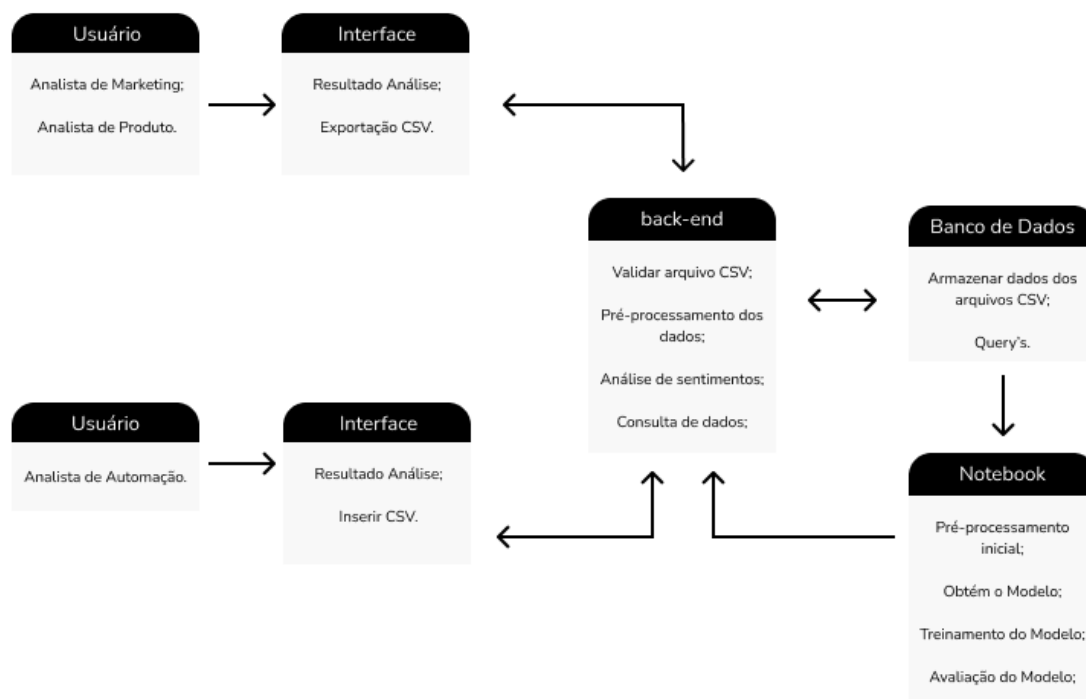 Usuário
Analista de Marketing;
Analista de Produto.
Interface
Resultado Análise;
Exportação CSV.
back-end
Validar arquivo CSV;
Pré-processamento dos
dados;
Análise de sentimentos;
Consulta de dados;
Banco de Dados
Armazenar dados dos
arquivos CSV;
Query's.
Usuário
Analista de Automação.
Interface
Resultado Análise;
Inserir CSV.
Notebook
Pré-processamento
inicial;
Obtém o Modelo;
Treinamento do Modelo;
Avaliação do Modelo;